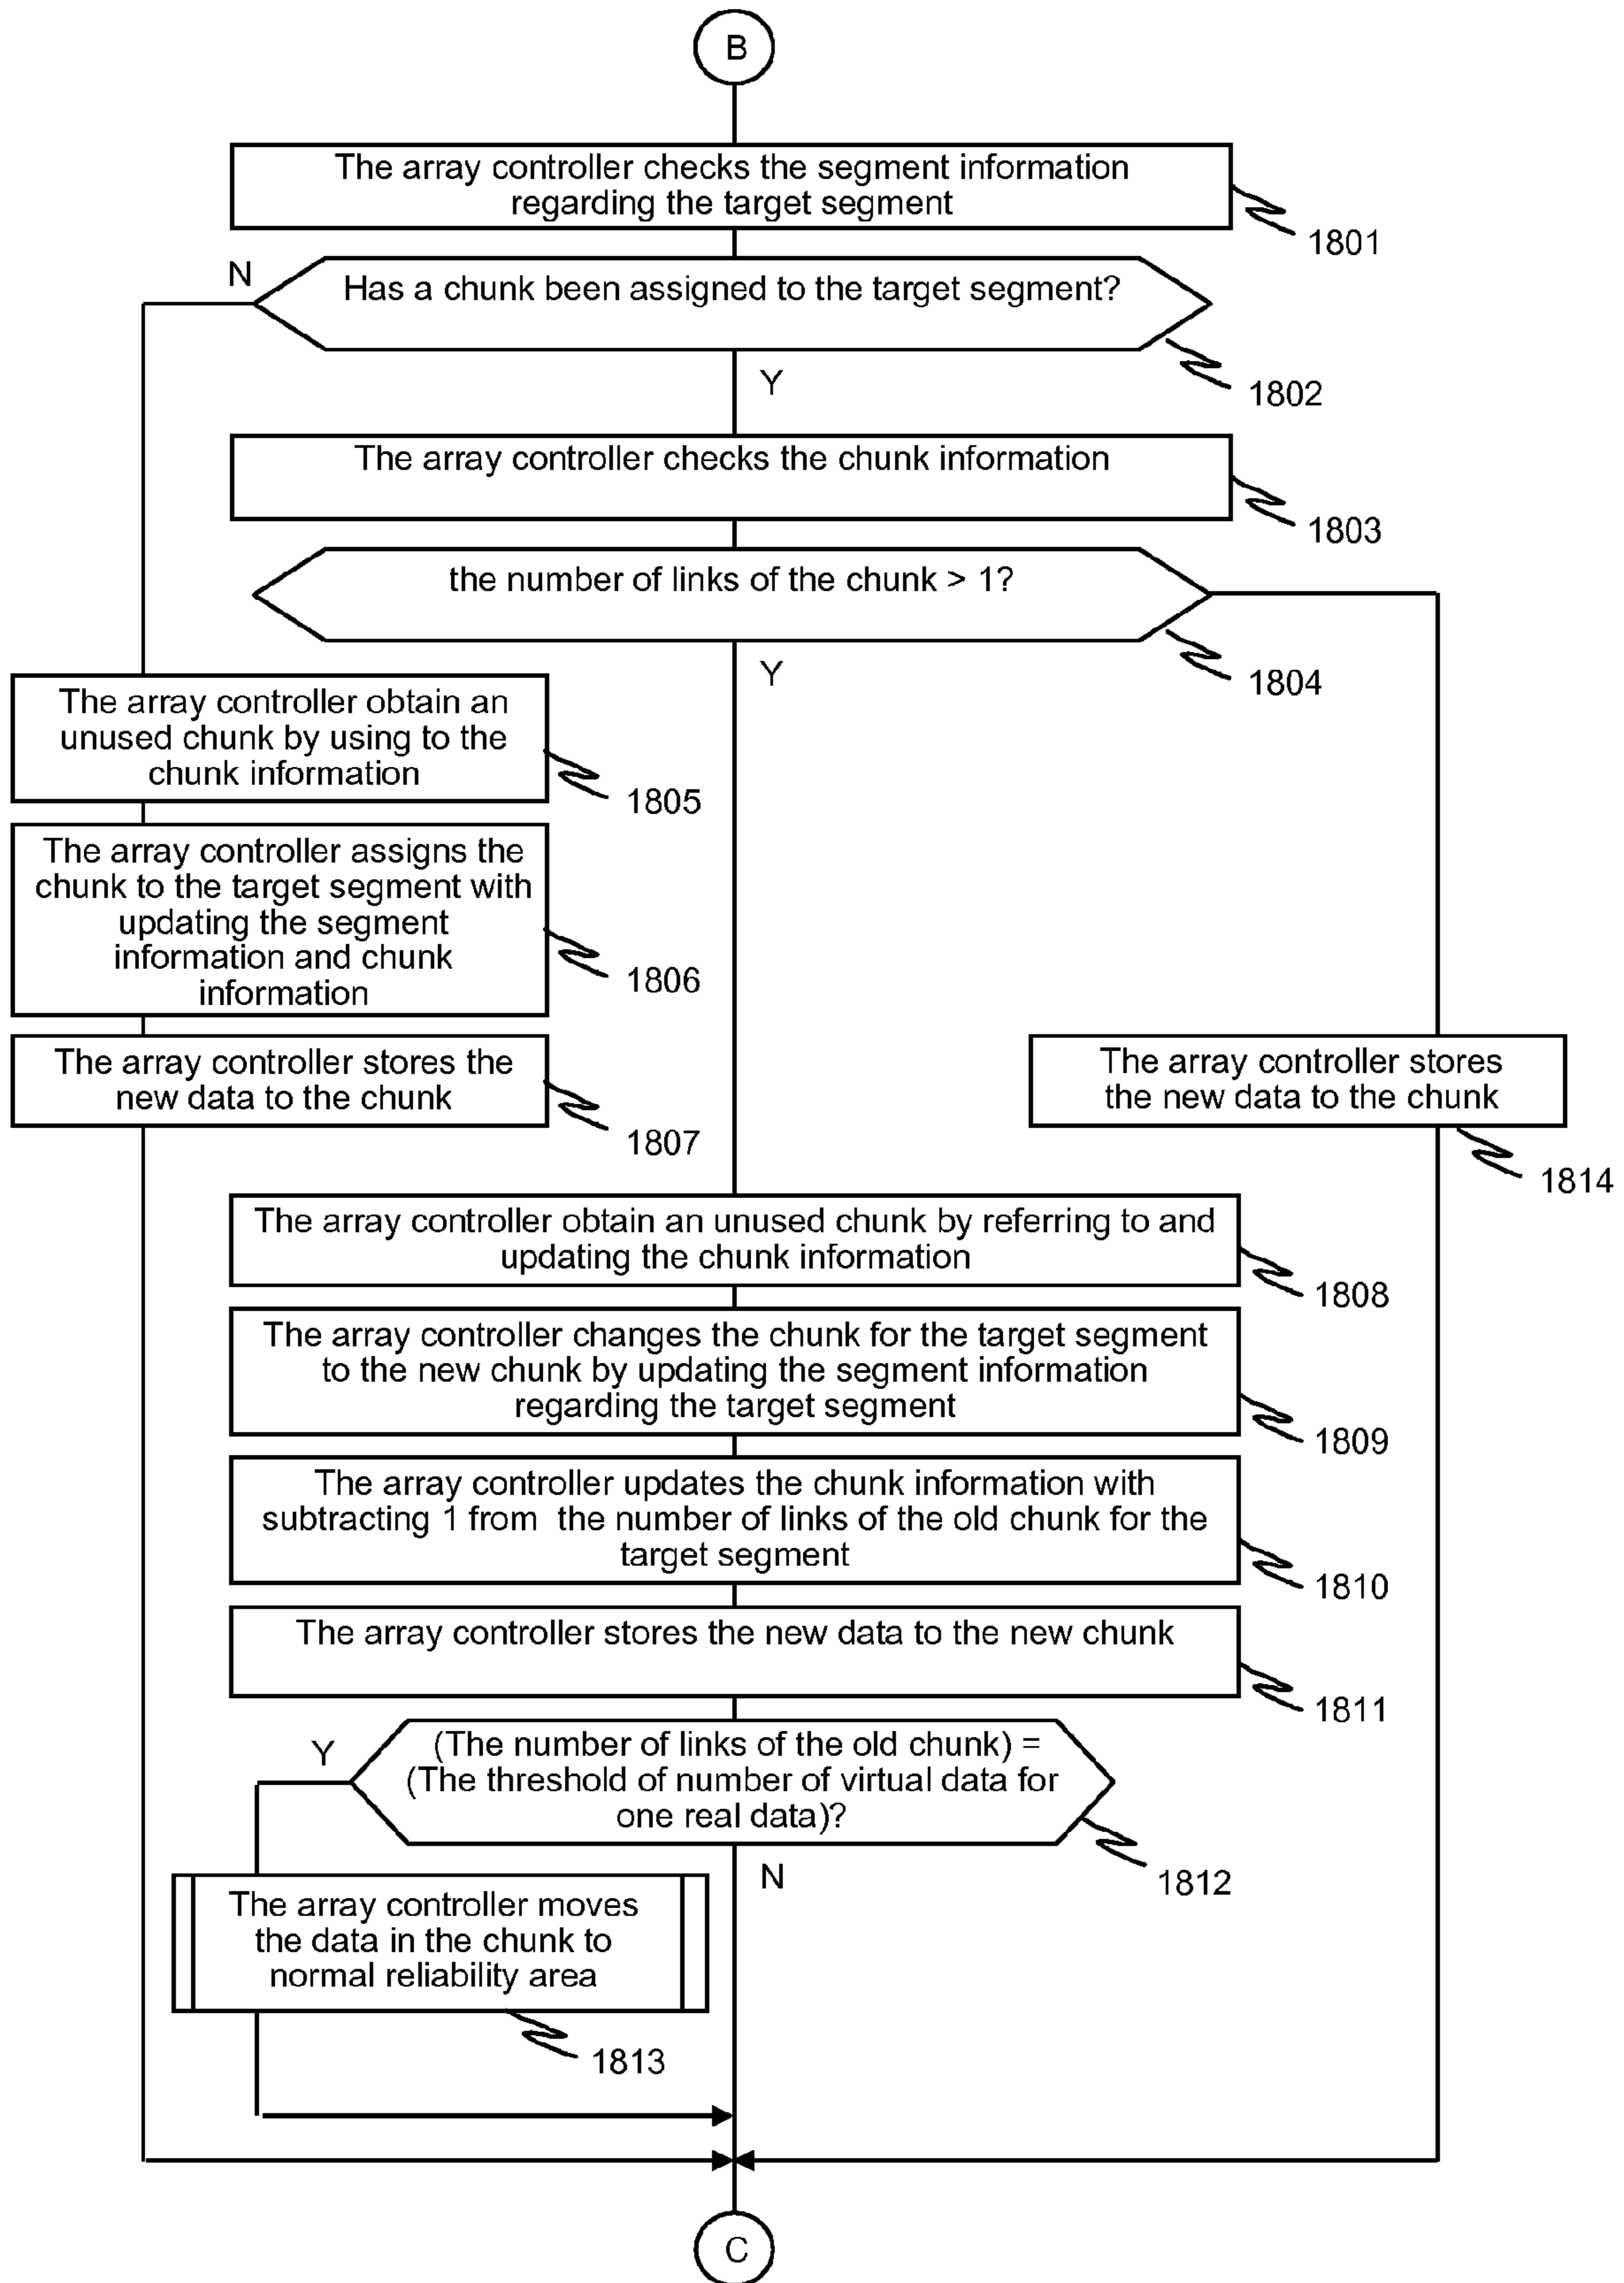 B
The array controller checks the segment information
regarding the target segment
1801
N
Has a chunk been assigned to the target segment?
1802
Y
The array controller checks the chunk information
1803
the number of links of the chunk > 1?
1804
Y
The array controller obtain an
unused chunk by using to the
chunk information
1805
The array controller assigns the
chunk to the target segment with
updating the segment
information and chunk
information
1806
The array controller stores the
new data to the chunk
1807
The array controller stores
the new data to the chunk
1814
The array controller obtain an unused chunk by referring to and
updating the chunk information
1808
The array controller changes the chunk for the target segment
to the new chunk by updating the segment information
regarding the target segment
1809
The array controller updates the chunk information with
subtracting 1 from  the number of links of the old chunk for the
target segment
1810
The array controller stores the new data to the new chunk
1811
Y
(The number of links of the old chunk) =
(The threshold of number of virtual data for
one real data)?
1812
N
The array controller moves
the data in the chunk to
normal reliability area
1813
C